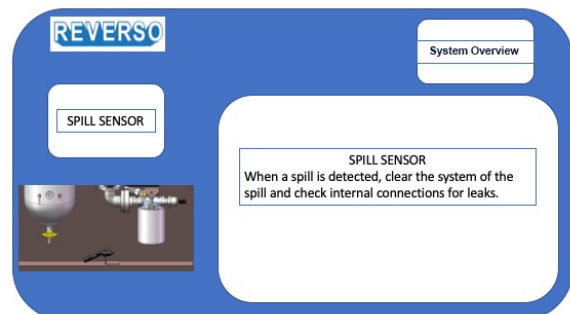 REVERSO
System Overview
SPILL SENSOR
SPILL SENSOR
When a spill is detected, clear the system of the
spill and check internal connections for leaks.